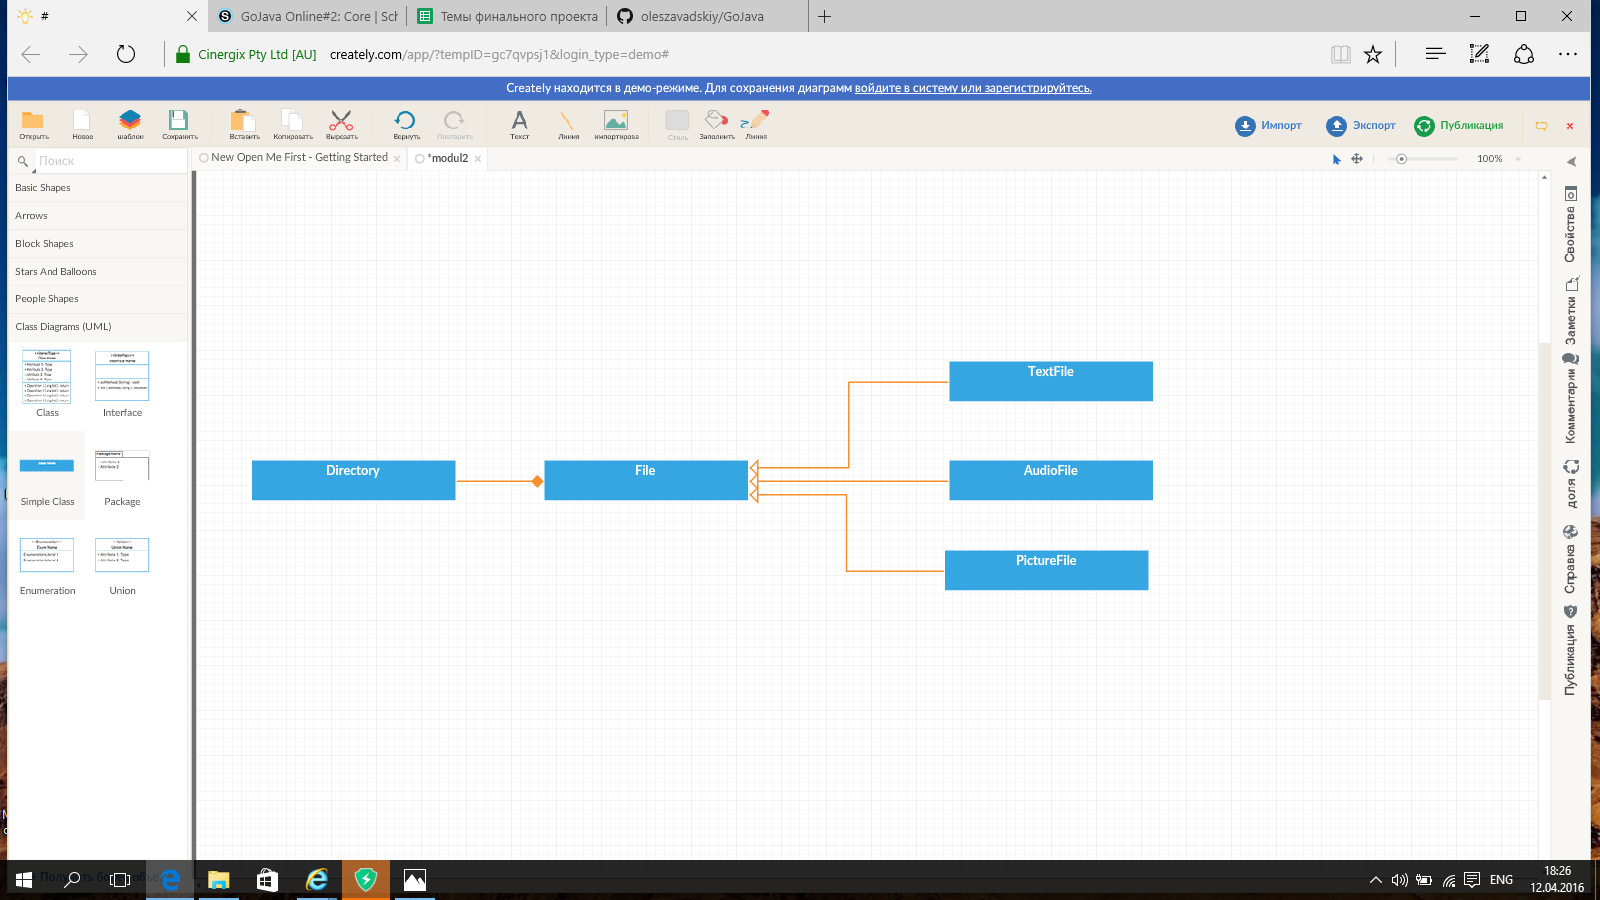 #
GoJava Online#2: Core | Sch
Темы финального проекта
oleszavadskiy/GoJava
Cinergix Pty Ltd [AU]
creately.com/app/?tempID=gc7qvpsj1&login_type=demo#
Creately находится в демо-режиме. Для сохранения диаграмм войдите в систему или зарегистрируйтесь.
Открыть
Новое
шаблон
Сохранить
Вставить
Копировать
Вырезать
Вернуть
Повторить
Текст
Линия
импортирова
Стиль
Заполнить
Линия
Импорт
Экспорт
Публикация
Поиск
New Open Me First - Getting Started
*modul2
100%
Basic Shapes
Arrows
Block Shapes
Stars And Balloons
People Shapes
Class Diagrams (UML)
Class
Interface
Simple Class
Package
Enumeration
Union
Directory
File
TextFile
AudioFile
PictureFile
Свойства
Заметки
Комментарии
доля
Справка
Публикация
ENG
18:26
12.04.2016